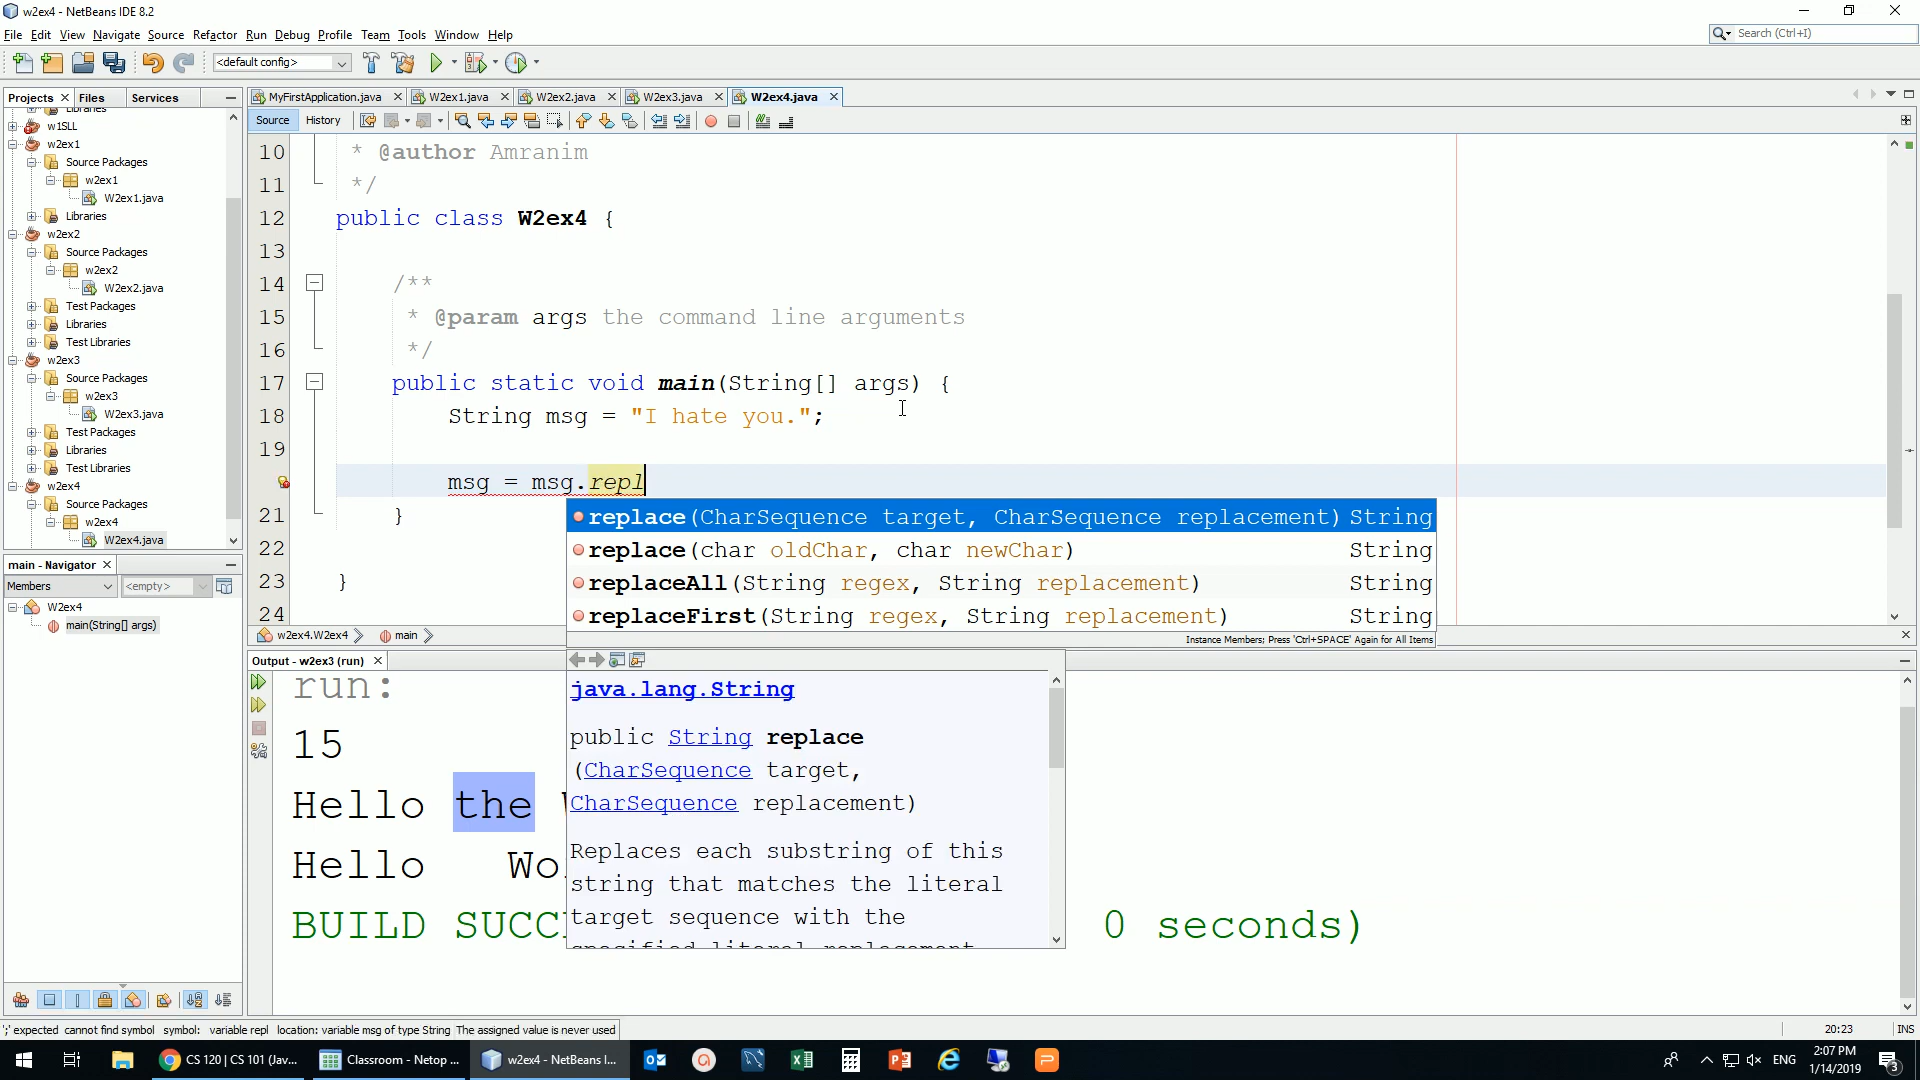 w2ex4 - NetBeans IDE 8.2
File Edit View Navigate Source Refactor Run Debug Profile Team Tools Window Help
Search (Ctrl+I)
<default config>
Projects Files Services
MyFirstApplication.java W2ex1.java W2ex2.java W2ex3.java W2ex4.java
Source History
Libraries
w1SLL
w2ex1
Source Packages
w2ex1
W2ex1.java
Libraries
w2ex2
Source Packages
w2ex2
W2ex2.java
Test Packages
Libraries
Test Libraries
w2ex3
Source Packages
w2ex3
W2ex3.java
Test Packages
Libraries
Test Libraries
w2ex4
Source Packages
w2ex4
W2ex4.java
10 * @author Amranim
11 */
12 public class W2ex4 {
13
14 /**
15 * @param args the command line arguments
16 */
17 public static void main(String[] args) {
18 String msg = "I hate you.";
19
msg = msg.repl
21 }
22
23 }
24
replace(CharSequence target, CharSequence replacement) String
replace(char oldChar, char newChar) String
replaceAll(String regex, String replacement) String
replaceFirst(String regex, String replacement) String
Instance Members; Press 'Ctrl+SPACE' Again for All Items
w2ex4.W2ex4 main
main - Navigator
Members <empty>
W2ex4
main(String[] args)
Output - w2ex3 (run)
run:
15
Hello the
Hello Wo
BUILD SUCC 0 seconds)
java.lang.String
public String replace
(CharSequence target,
CharSequence replacement)
Replaces each substring of this
string that matches the literal
target sequence with the
specified literal replacement
';' expected cannot find symbol symbol: variable repl location: variable msg of type String The assigned value is never used
20:23 INS
CS 120 | CS 101 (Jav...
Classroom - Netop ...
w2ex4 - NetBeans I...
ENG
2:07 PM
1/14/2019
3